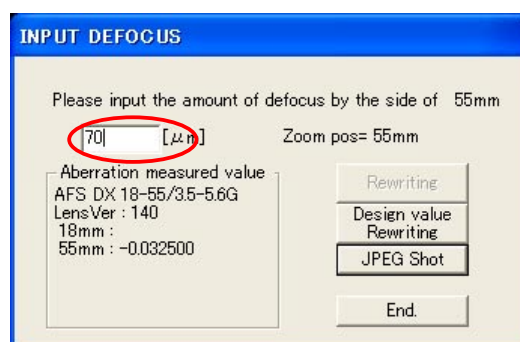 INPUT DEFOCUS
Please input the amount of defocus by the side of 55mm
70 [μm] Zoom pos= 55mm
Aberration measured value
AFS DX 18-55/3.5-5.6G
LensVer : 140
18mm :
55mm : -0.032500
Rewriting
Design value
Rewriting
JPEG Shot
End.